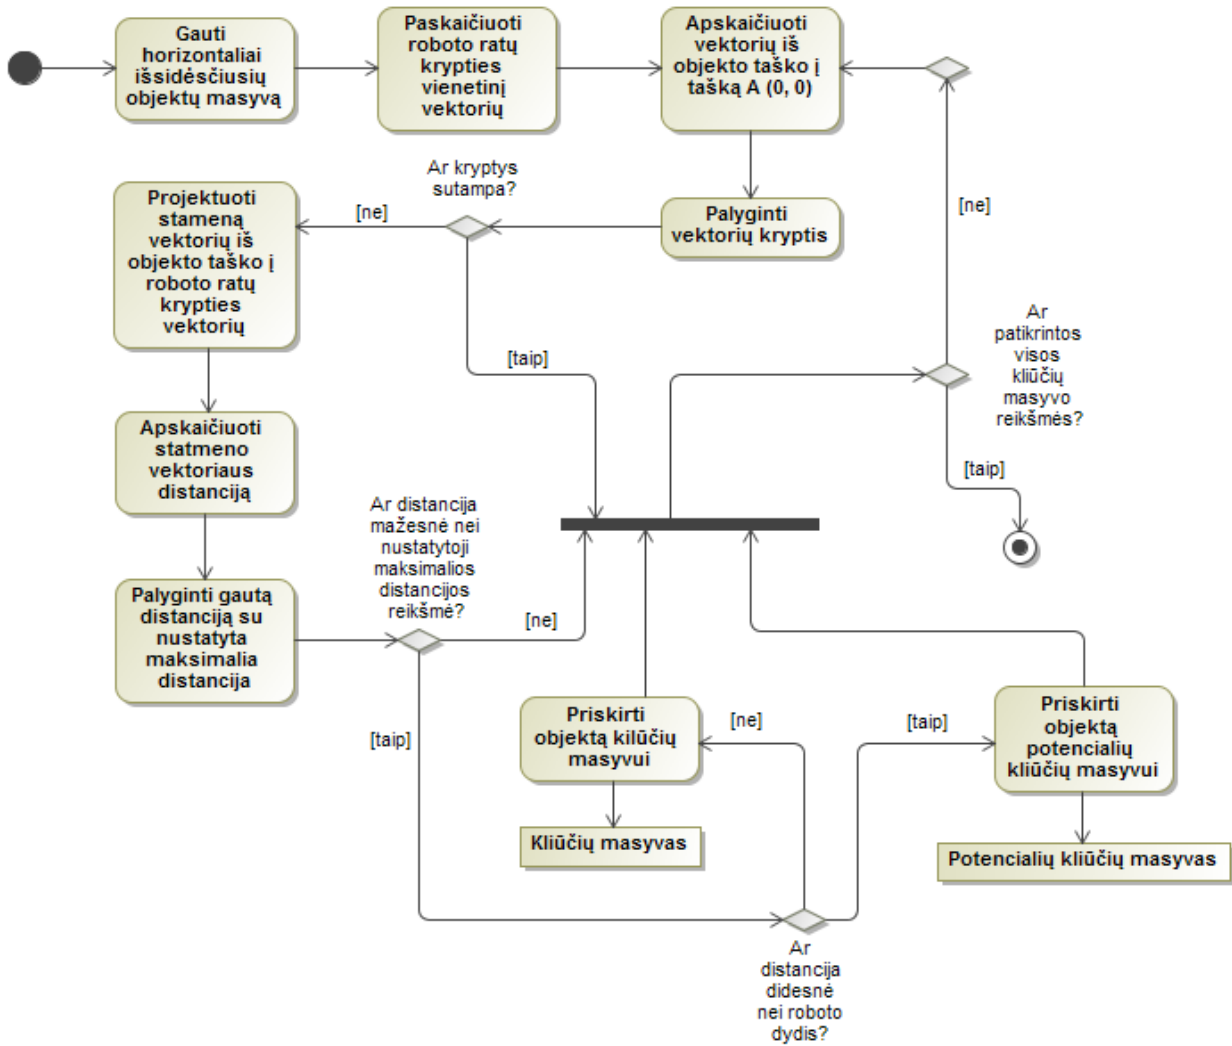 Gauti
horizontaliai
išsidėsčiusių
objektų masyvą
Paskaičiuoti
roboto ratų
krypties
vienetinį
vektorių
Apskaičiuoti
vektorių iš
objekto taško į
tašką A (0, 0)
Ar kryptys
sutampa?
[ne]
Palyginti
vektorių kryptis
[ne]
Projektuoti
stameną
vektorių iš
objekto taško į
roboto ratų
krypties
vektorių
[taip]
Ar
patikrintos
visos
kliūčių
masyvo
reikšmės?
[taip]
Apskaičiuoti
statmeno
vektoriaus
distanciją
Ar distancija
mažesnė nei
nustatytoji
maksimalios
distancijos
reikšmė?
Palyginti gautą
distanciją su
nustatyta
maksimalia
distancija
[ne]
[taip]
Priskirti
objektą kilūčių
masyvui
[ne]
[taip]
Priskirti
objektą
potencialių
kliūčių masyvui
Kliūčių masyvas
Potencialių kliūčių masyvas
Ar
distancija
didesnė
nei roboto
dydis?